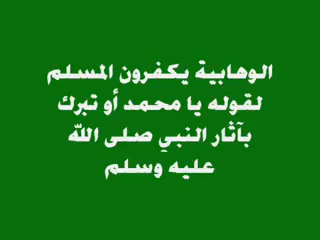 الوهابية يكفرون المسلم
لقوله يا محمد أو تبرك
بآثار النبي صلى الله
عليه وسلم